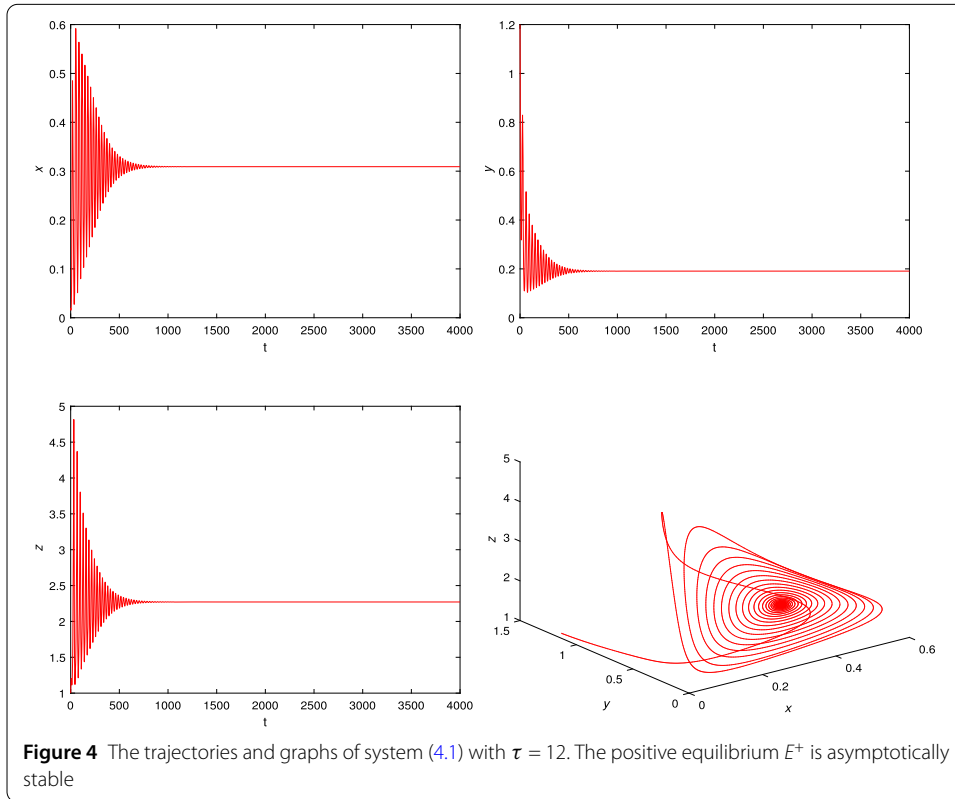 0.6
0.5
0.4
0.3
0.2
0.1
0
x
0 500 1000 1500 2000 2500 3000 3500 4000
t
1.2
1
0.8
0.6
0.4
0.2
0
y
0 500 1000 1500 2000 2500 3000 3500 4000
t
5
4.5
4
3.5
3
2.5
2
1.5
1
z
0 500 1000 1500 2000 2500 3000 3500 4000
t
5
4
3
2
1
z
1.5
1
0.5
0
y
0
0.2
0.4
0.6
x
Figure 4 The trajectories and graphs of system (4.1) with τ = 12. The positive equilibrium E⁺ is asymptotically
stable